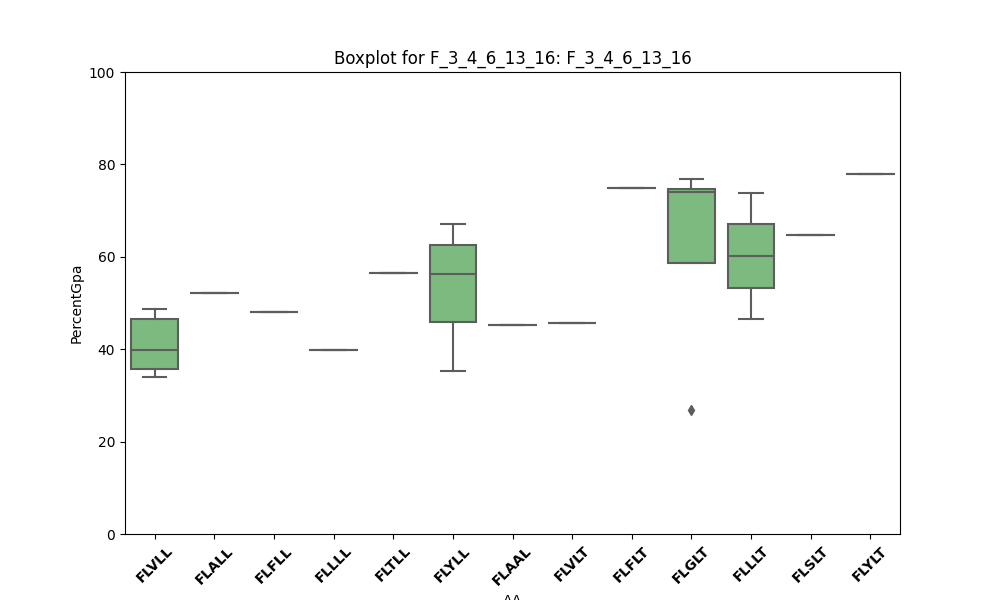 Boxplot for F_3_4_6_13_16: F_3_4_6_13_16
100
80
60
40
20
0
PercentGpa
FLVLL
FLALL
FLFLL
FLLLL
FLTLL
FLYLL
FLAAL
FLVLT
FLFLT
FLGLT
FLLLT
FLSLT
FLYLT
AA